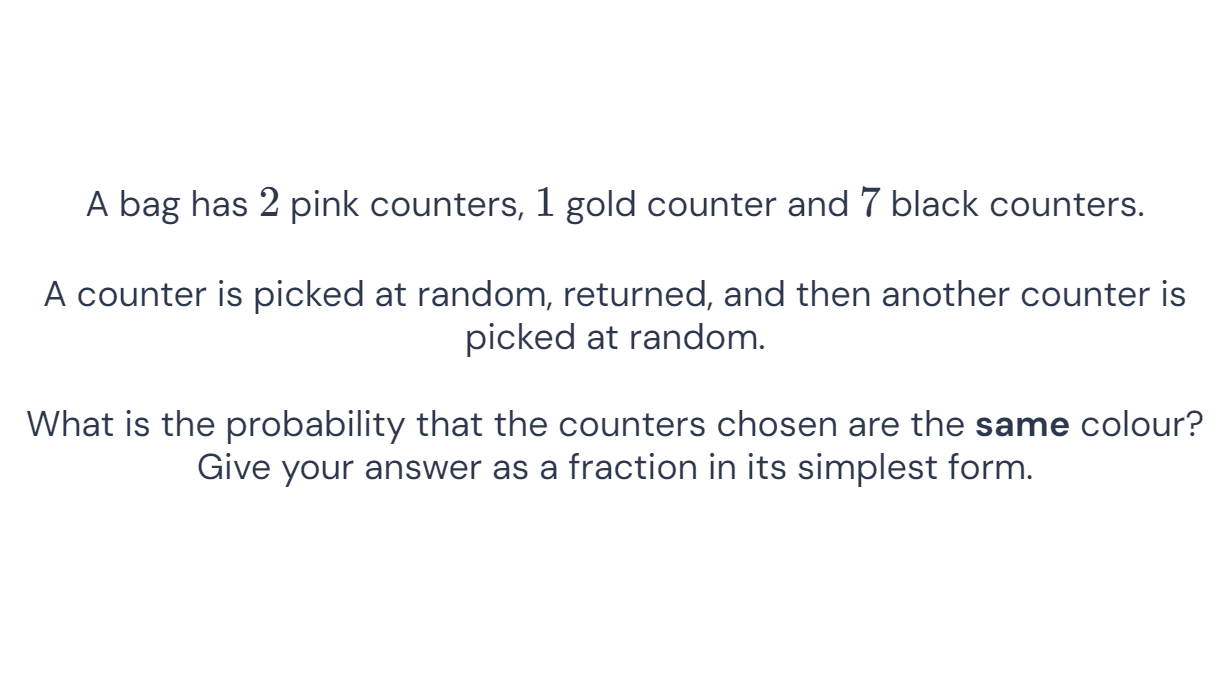 A bag has 2 pink counters, 1 gold counter and 7 black counters.
A counter is picked at random, returned, and then another counter is
picked at random.
What is the probability that the counters chosen are the same colour?
Give your answer as a fraction in its simplest form.